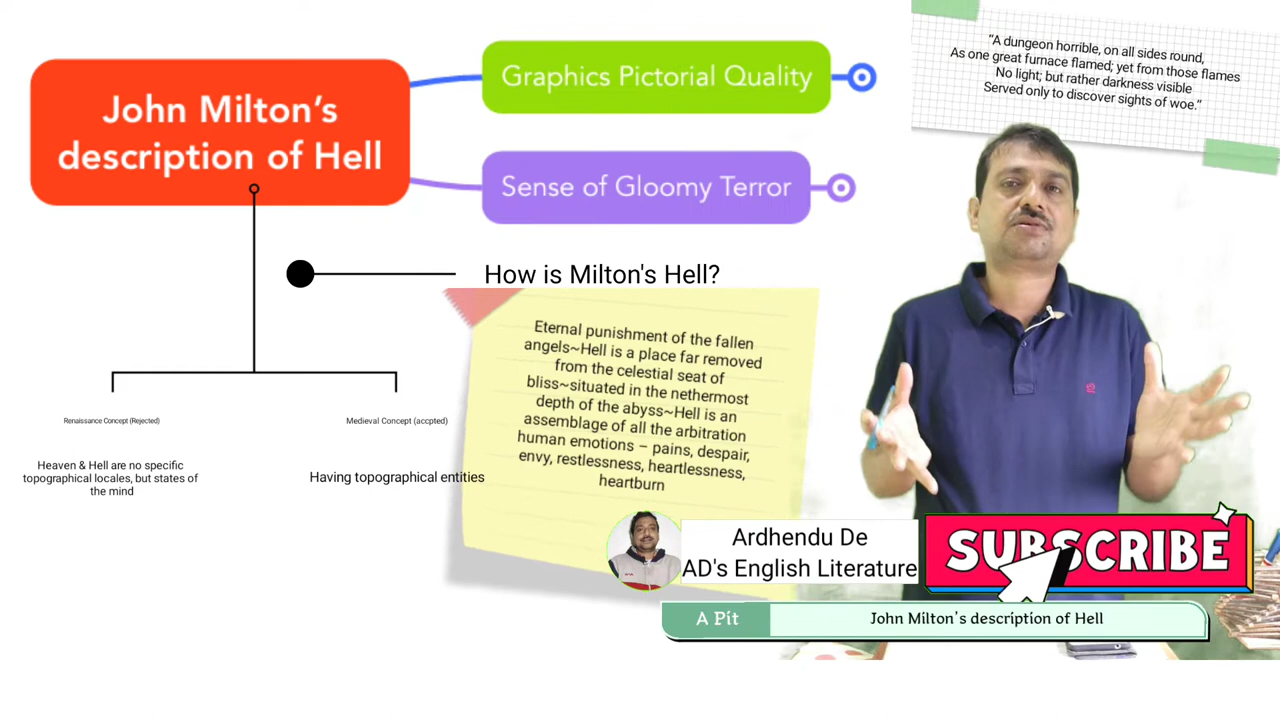 John Milton's
description of Hell
Graphics Pictorial Quality
Sense of Gloomy Terror
"A dungeon horrible, on all sides round,
As one great furnace flamed; yet from those flames
No light; but rather darkness visible
Served only to discover sights of woe."
How is Milton's Hell?
Eternal punishment of the fallen
angels~Hell is a place far removed
from the celestial seat of
bliss~situated in the nethermost
depth of the abyss~Hell is an
assemblage of all the arbitration
human emotions – pains, despair,
envy, restlessness, heartlessness,
heartburn
Renaissance Concept (Rejected)
Heaven & Hell are no specific
topographical locales, but states of
the mind
Medieval Concept (accpted)
Having topographical entities
Ardhendu De
AD's English Literature
SUBSCRIBE
A Pit
John Milton's description of Hell